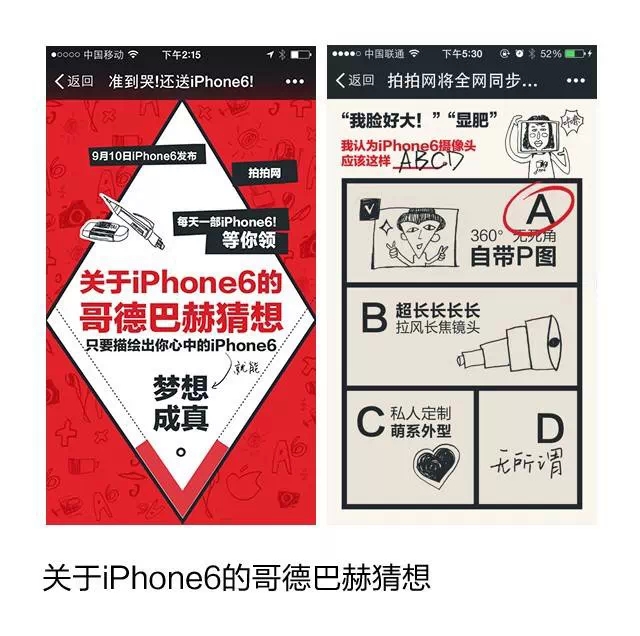 中国移动 下午2:15
返回 准到哭!还送iPhone6!
9月10日iPhone6发布
拍拍网
每天一部iPhone6!
等你领
关于iPhone6的
哥德巴赫猜想
只要描绘出你心中的iPhone6
就能
梦想
成真
中国联通 下午5:30 52%
返回 拍拍网将全网同步...
“我脸好大！”“显肥”
我认为iPhone6摄像头
应该这样 ABCD
咔嚓
A
360° 无死角
自带P图
B 超长长长长
拉风长焦镜头
C 私人定制
萌系外型
D
无所谓
关于iPhone6的哥德巴赫猜想